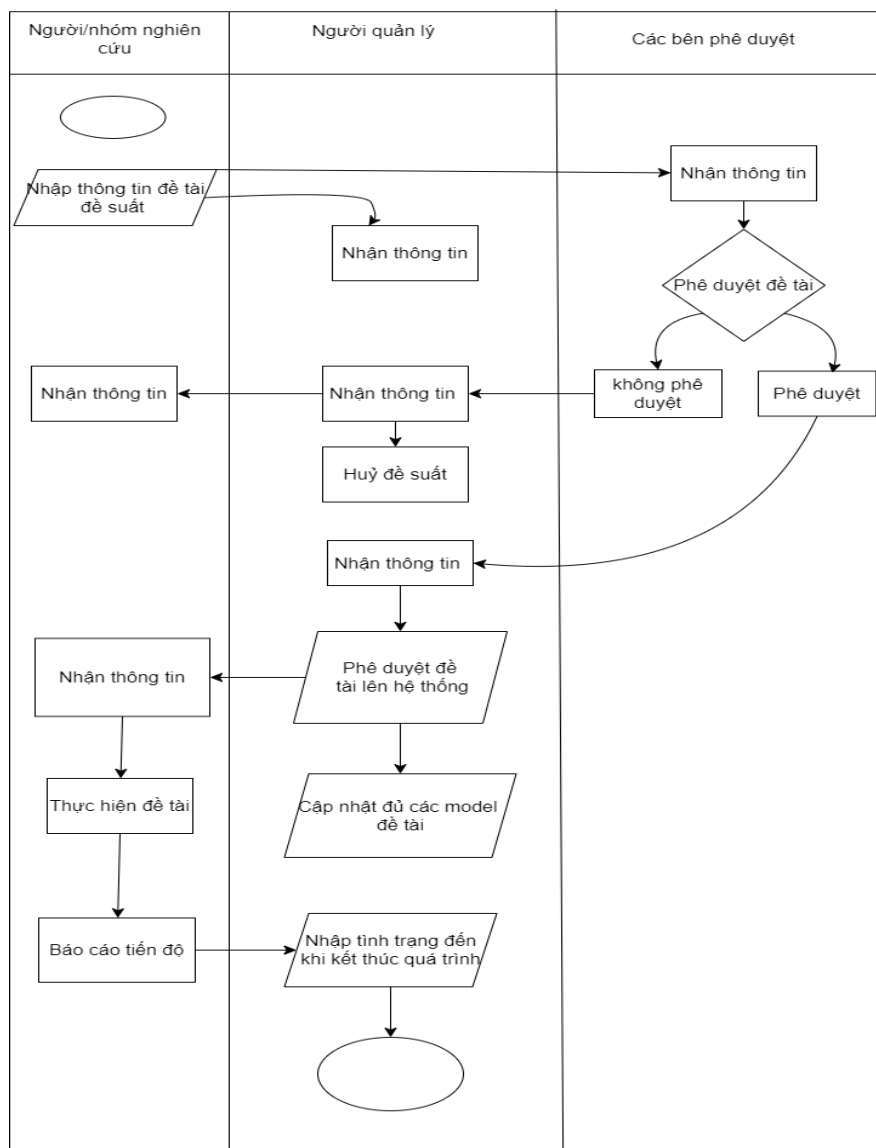 Người/nhóm nghiên
cứu
Người quản lý
Các bên phê duyệt
Nhập thông tin đề tài
đề suất
Nhận thông tin
Nhận thông tin
Phê duyệt đề tài
Nhận thông tin
Nhận thông tin
không phê
duyệt
Phê duyệt
Huỷ đề suất
Nhận thông tin
Nhận thông tin
Phê duyệt đề
tài lên hệ thống
Thực hiện đề tài
Cập nhật đủ các model
đề tài
Báo cáo tiến độ
Nhập tình trạng đến
khi kết thúc quá trình